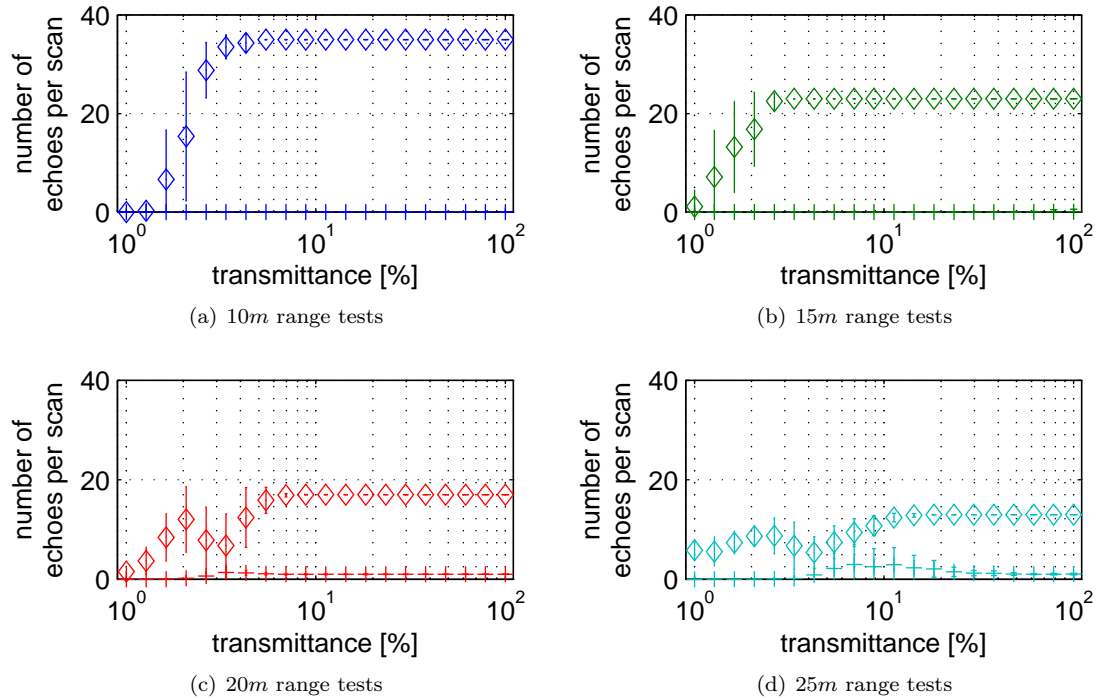 40
20
0
number of
echoes per scan
10^0
10^1
10^2
transmittance [%]
(a) 10m range tests
40
20
0
number of
echoes per scan
10^0
10^1
10^2
transmittance [%]
(b) 15m range tests
40
20
0
number of
echoes per scan
10^0
10^1
10^2
transmittance [%]
(c) 20m range tests
40
20
0
number of
echoes per scan
10^0
10^1
10^2
transmittance [%]
(d) 25m range tests